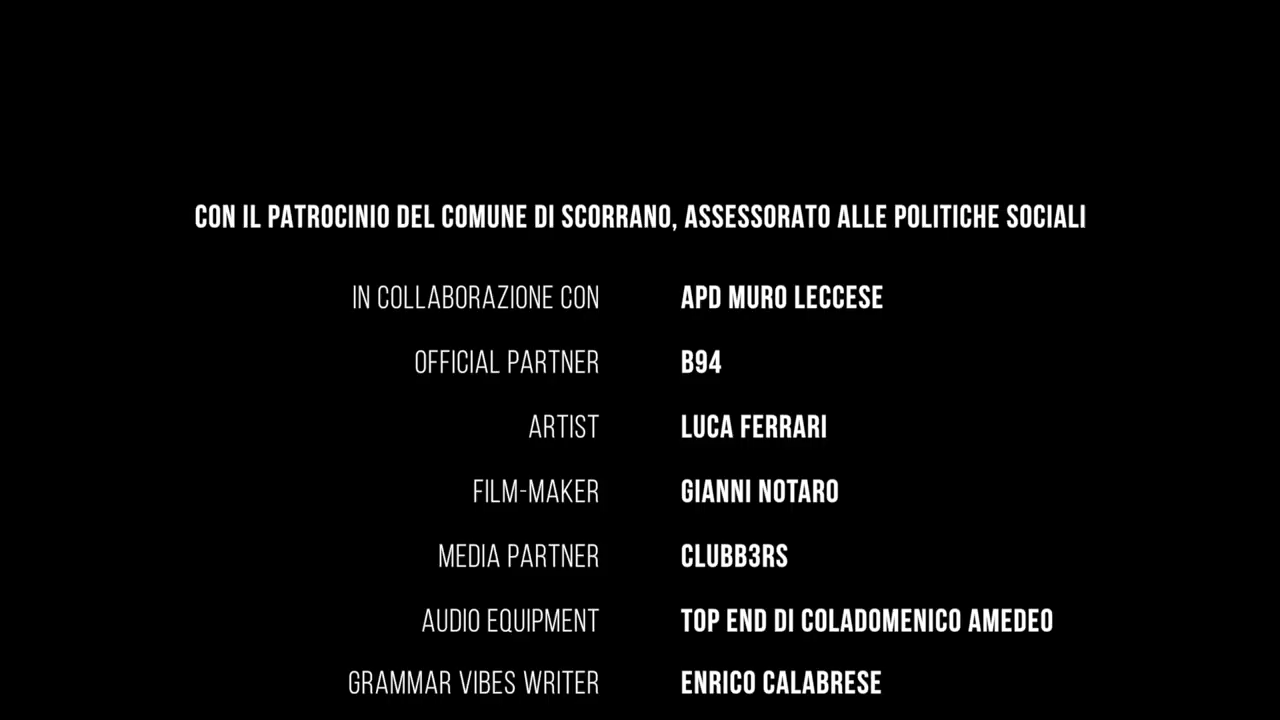 CON IL PATROCINIO DEL COMUNE DI SCORRANO, ASSESSORATO ALLE POLITICHE SOCIALI
IN COLLABORAZIONE CON APD MURO LECCESE
OFFICIAL PARTNER B94
ARTIST LUCA FERRARI
FILM-MAKER GIANNI NOTARO
MEDIA PARTNER CLUBB3RS
AUDIO EQUIPMENT TOP END DI COLADOMENICO AMEDEO
GRAMMAR VIBES WRITER ENRICO CALABRESE